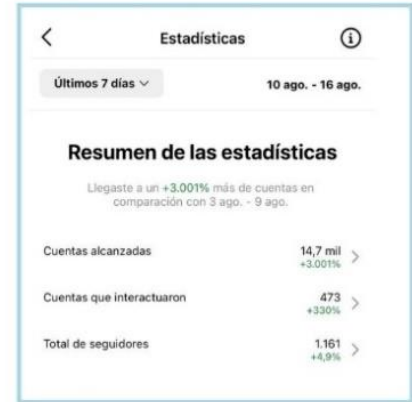 Estadísticas
Últimos 7 días
10 ago. - 16 ago.
Resumen de las estadísticas
Llegaste a un +3.001% más de cuentas en
comparación con 3 ago. - 9 ago.
Cuentas alcanzadas
14,7 mil
+3.001%
Cuentas que interactuaron
473
+330%
Total de seguidores
1.161
+4,9%